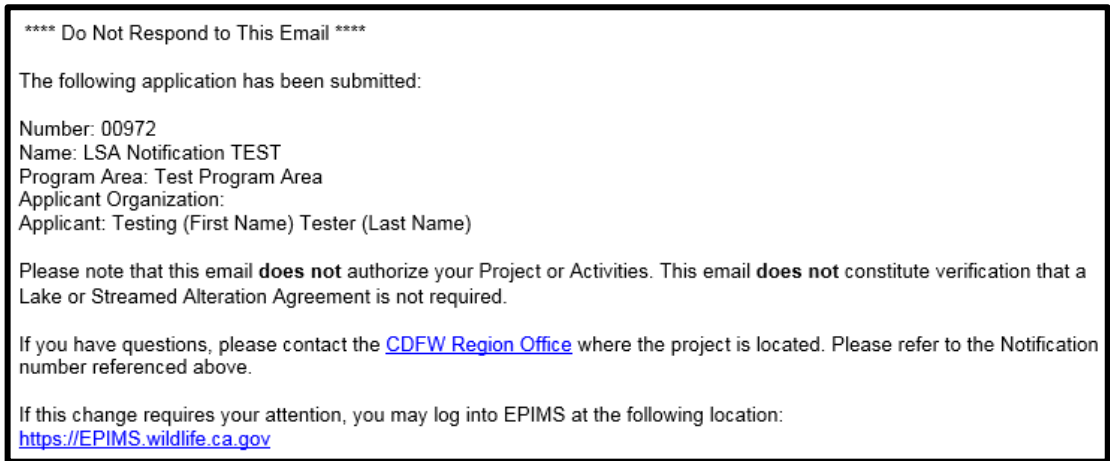 **** Do Not Respond to This Email ****
The following application has been submitted:
Number: 00972
Name: LSA Notification TEST
Program Area: Test Program Area
Applicant Organization:
Applicant: Testing (First Name) Tester (Last Name)
Please note that this email does not authorize your Project or Activities. This email does not constitute verification that a
Lake or Streamed Alteration Agreement is not required.
If you have questions, please contact the CDFW Region Office where the project is located. Please refer to the Notification
number referenced above.
If this change requires your attention, you may log into EPIMS at the following location:
https://EPIMS.wildlife.ca.gov